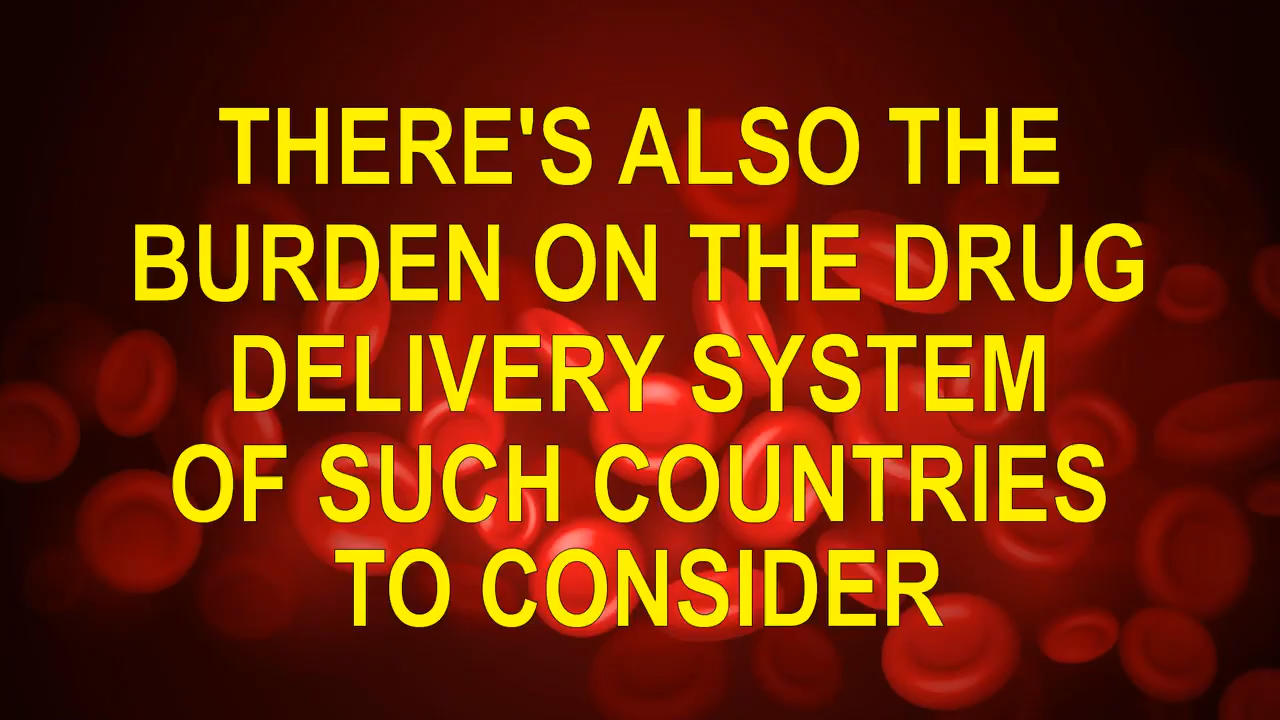 THERE'S ALSO THE
BURDEN ON THE DRUG
DELIVERY SYSTEM
OF SUCH COUNTRIES
TO CONSIDER